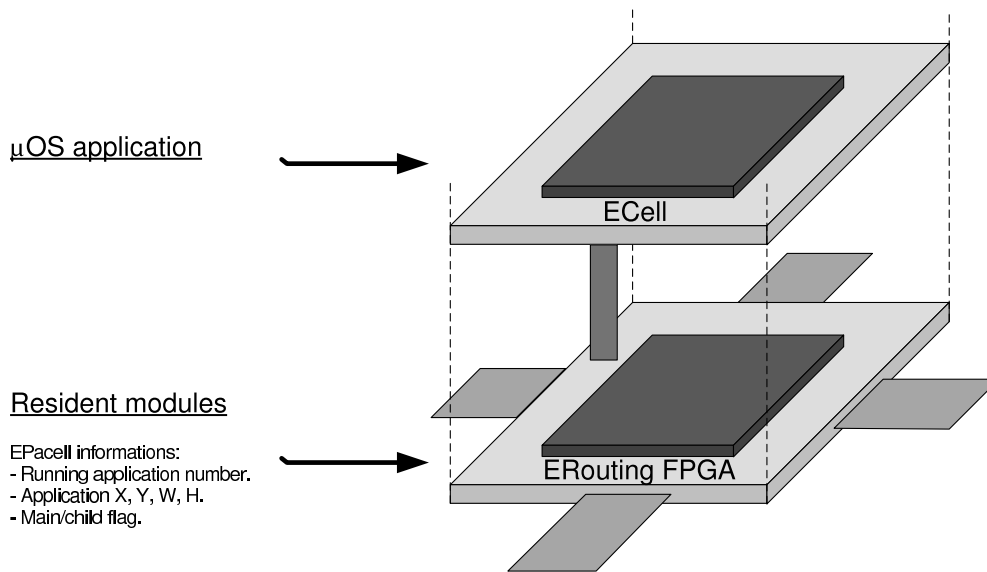 μOS application
ECell
Resident modules
EPacell informations:
- Running application number.
- Application X, Y, W, H.
- Main/child flag.
ERouting FPGA